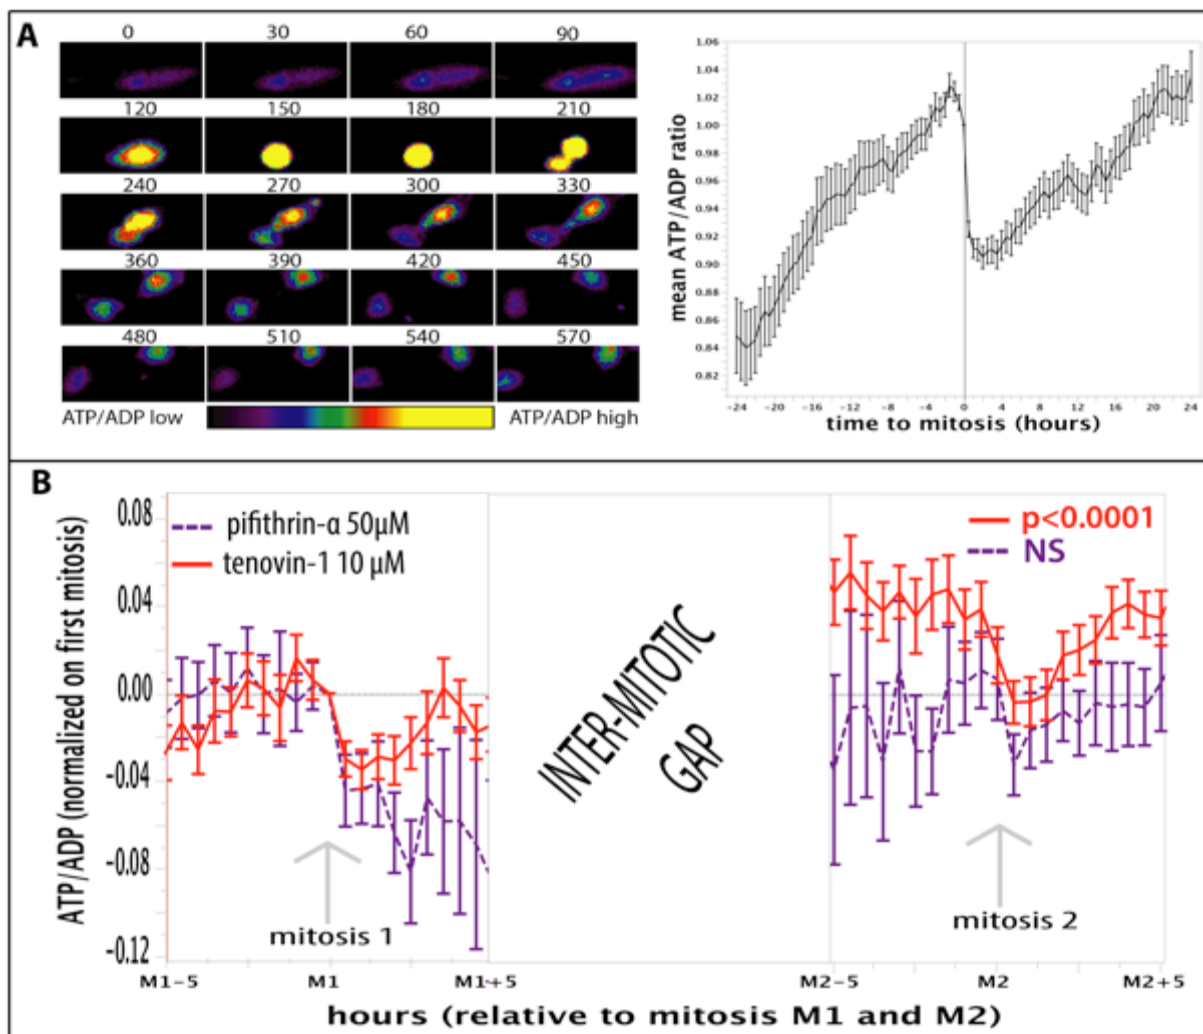 A
0 30 60 90
120 150 180 210
240 270 300 330
360 390 420 450
480 510 540 570
ATP/ADP low ATP/ADP high
mean ATP/ADP ratio
1.06
1.04
1.02
1.00
0.98
0.96
0.94
0.92
0.90
0.88
0.86
0.84
0.82
-24 -20 -16 -12 -8 -4 0 4 8 12 16 20 24
time to mitosis (hours)
B
ATP/ADP (normalized on first mitosis)
0.08
0.04
0.00
-0.04
-0.08
-0.12
pifithrin-α 50μM
tenovin-1 10 μM
mitosis 1
INTER-MITOTIC
GAP
p<0.0001
NS
mitosis 2
M1-5 M1 M1+5 M2-5 M2 M2+5
hours (relative to mitosis M1 and M2)